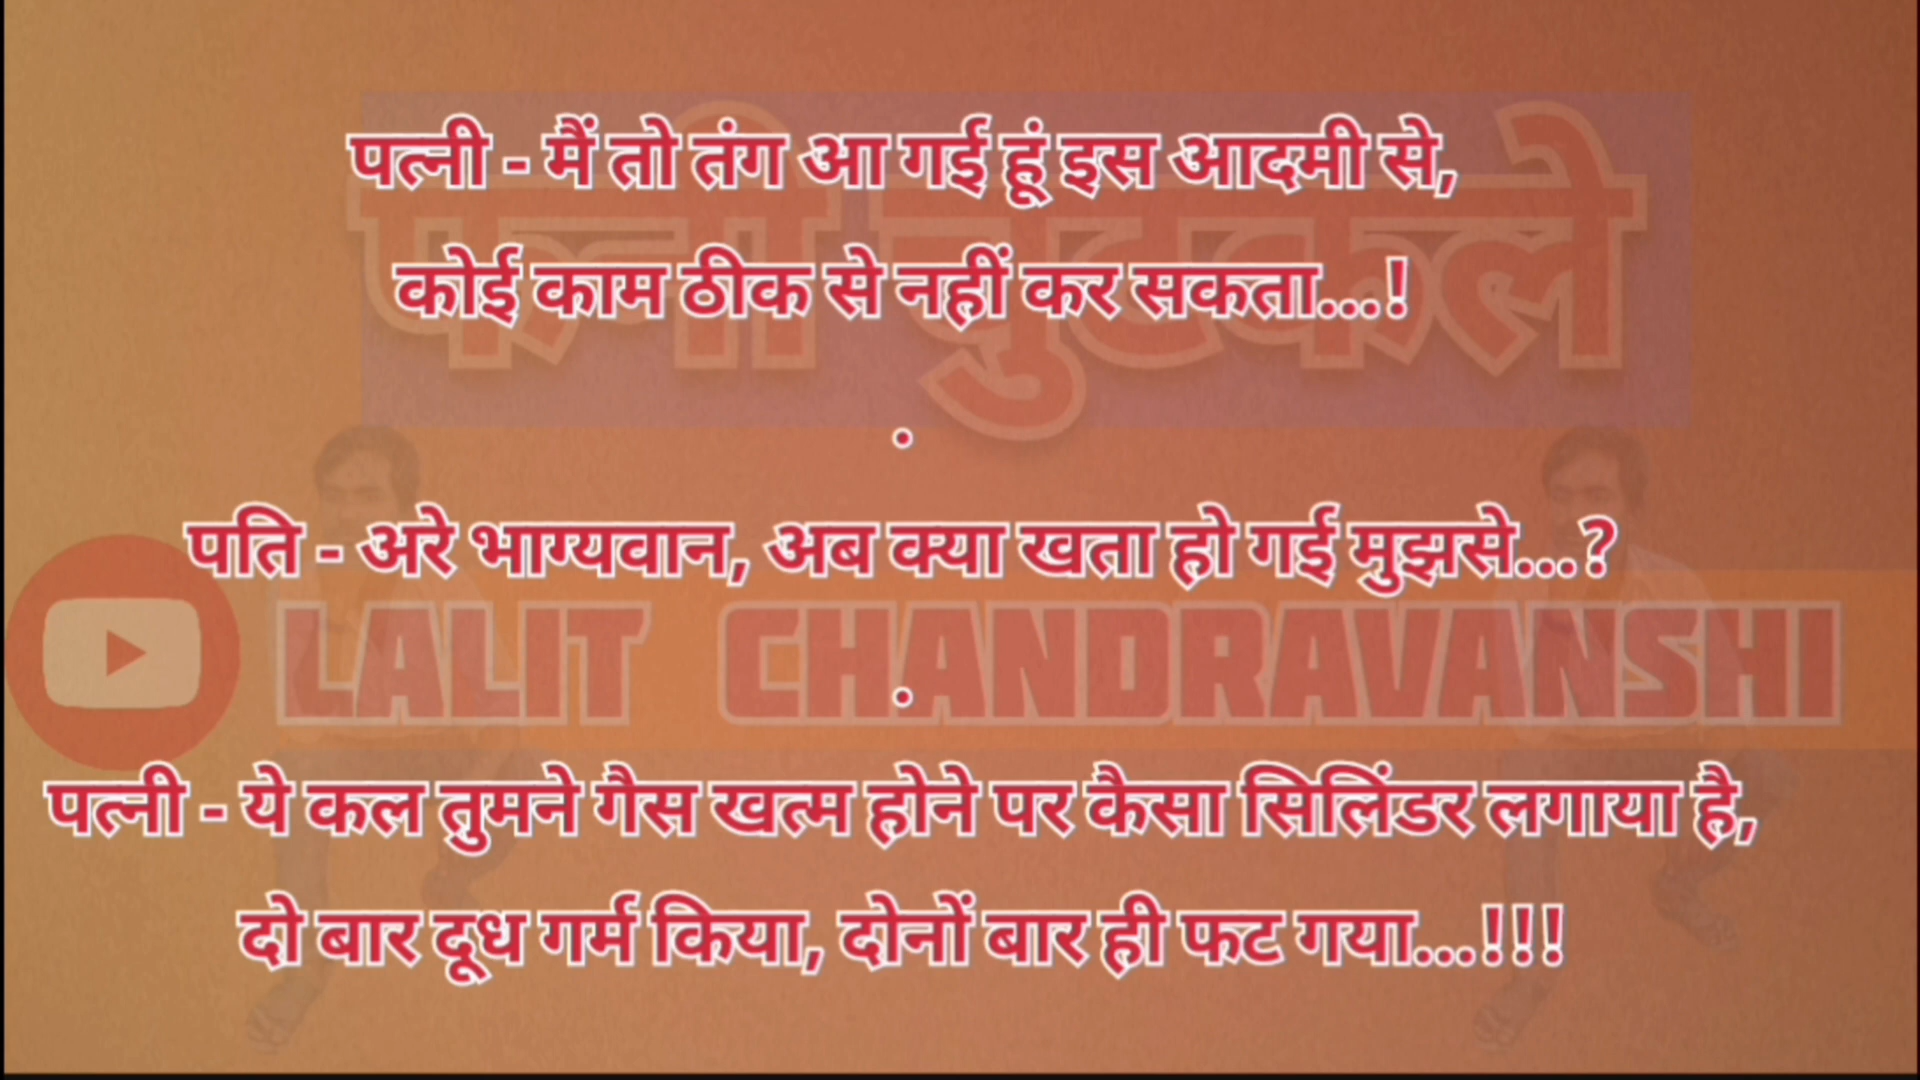 पत्नी - मैं तो तंग आ गई हूं इस आदमी से,
कोई काम ठीक से नहीं कर सकता...!
.
पति - अरे भाग्यवान, अब क्या खता हो गई मुझसे...?
.
पत्नी - ये कल तुमने गैस खत्म होने पर कैसा सिलिंडर लगाया है,
दो बार दूध गर्म किया, दोनों बार ही फट गया...!!!
चुटकले
LALIT CHANDRAVANSHI